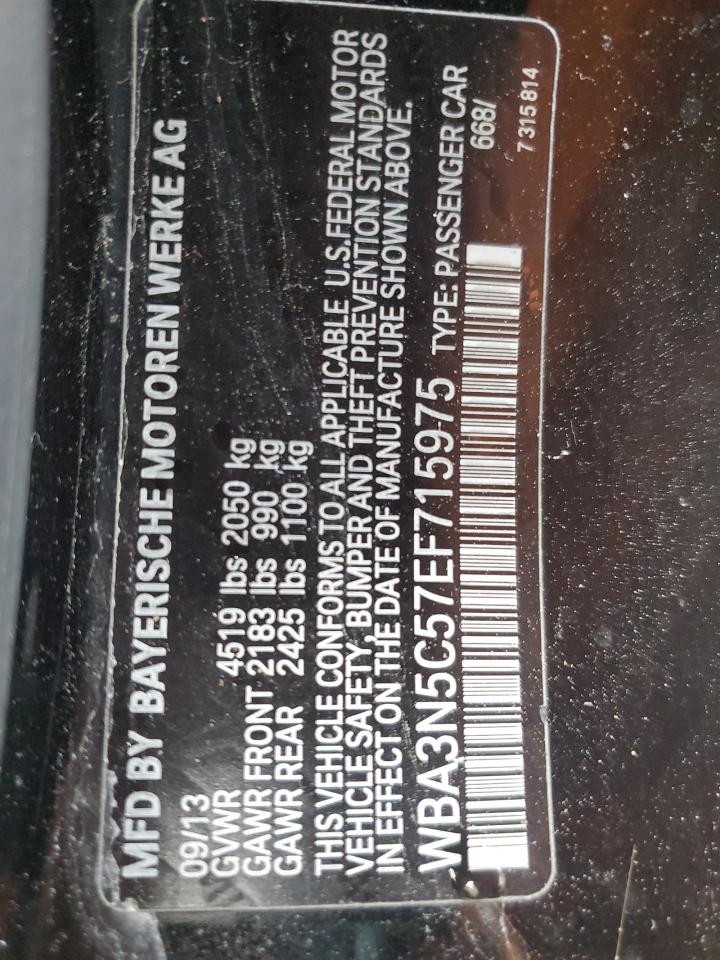 MFD BY BAYERISCHE MOTOREN WERKE AG
09/13
GVWR 4519 lbs 2050 kg
GAWR FRONT 2183 lbs 990 kg
GAWR REAR 2425 lbs 1100 kg
THIS VEHICLE CONFORMS TO ALL APPLICABLE U.S.FEDERAL MOTOR
VEHICLE SAFETY, BUMPER AND THEFT PREVENTION STANDARDS
IN EFFECT ON THE DATE OF MANUFACTURE SHOWN ABOVE.
WBA3N5C57EF715975 TYPE: PASSENGER CAR
668/
7 315 814